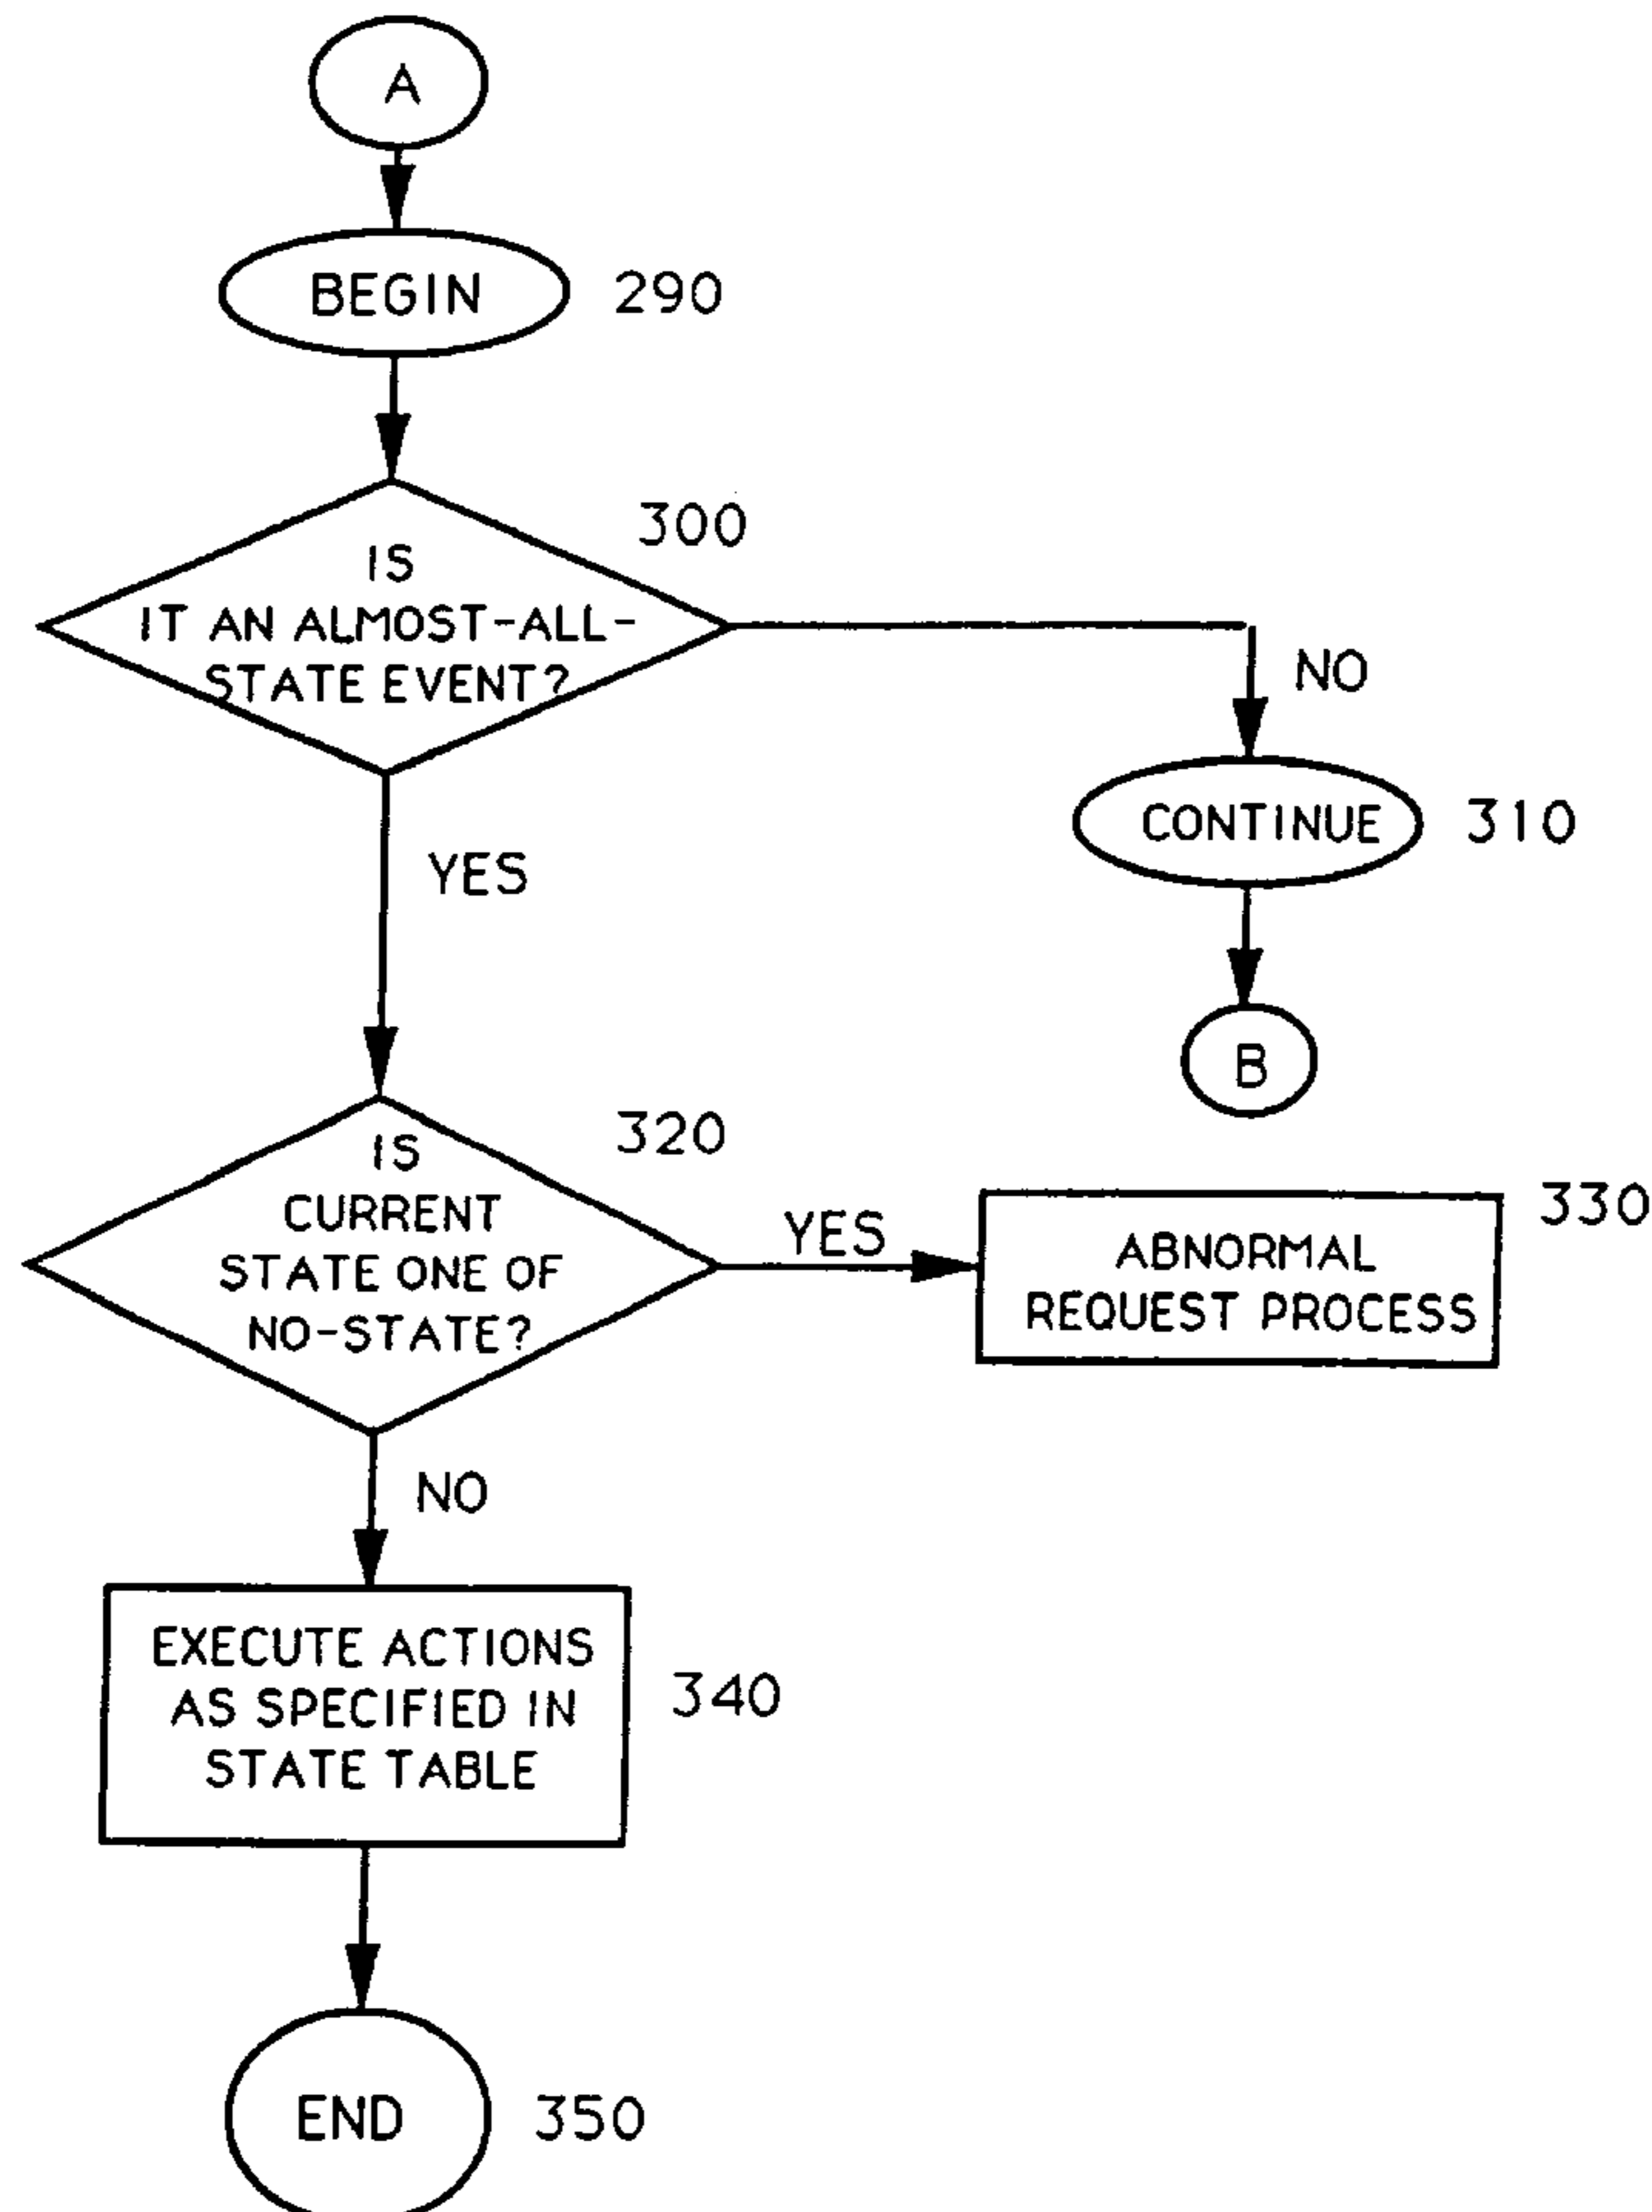 A
BEGIN
290
300
IS
IT AN ALMOST-ALL-
STATE EVENT?
NO
CONTINUE
310
YES
B
320
IS
CURRENT
STATE ONE OF
NO-STATE?
YES
330
ABNORMAL
REQUEST PROCESS
NO
EXECUTE ACTIONS
AS SPECIFIED IN
STATE TABLE
340
END
350